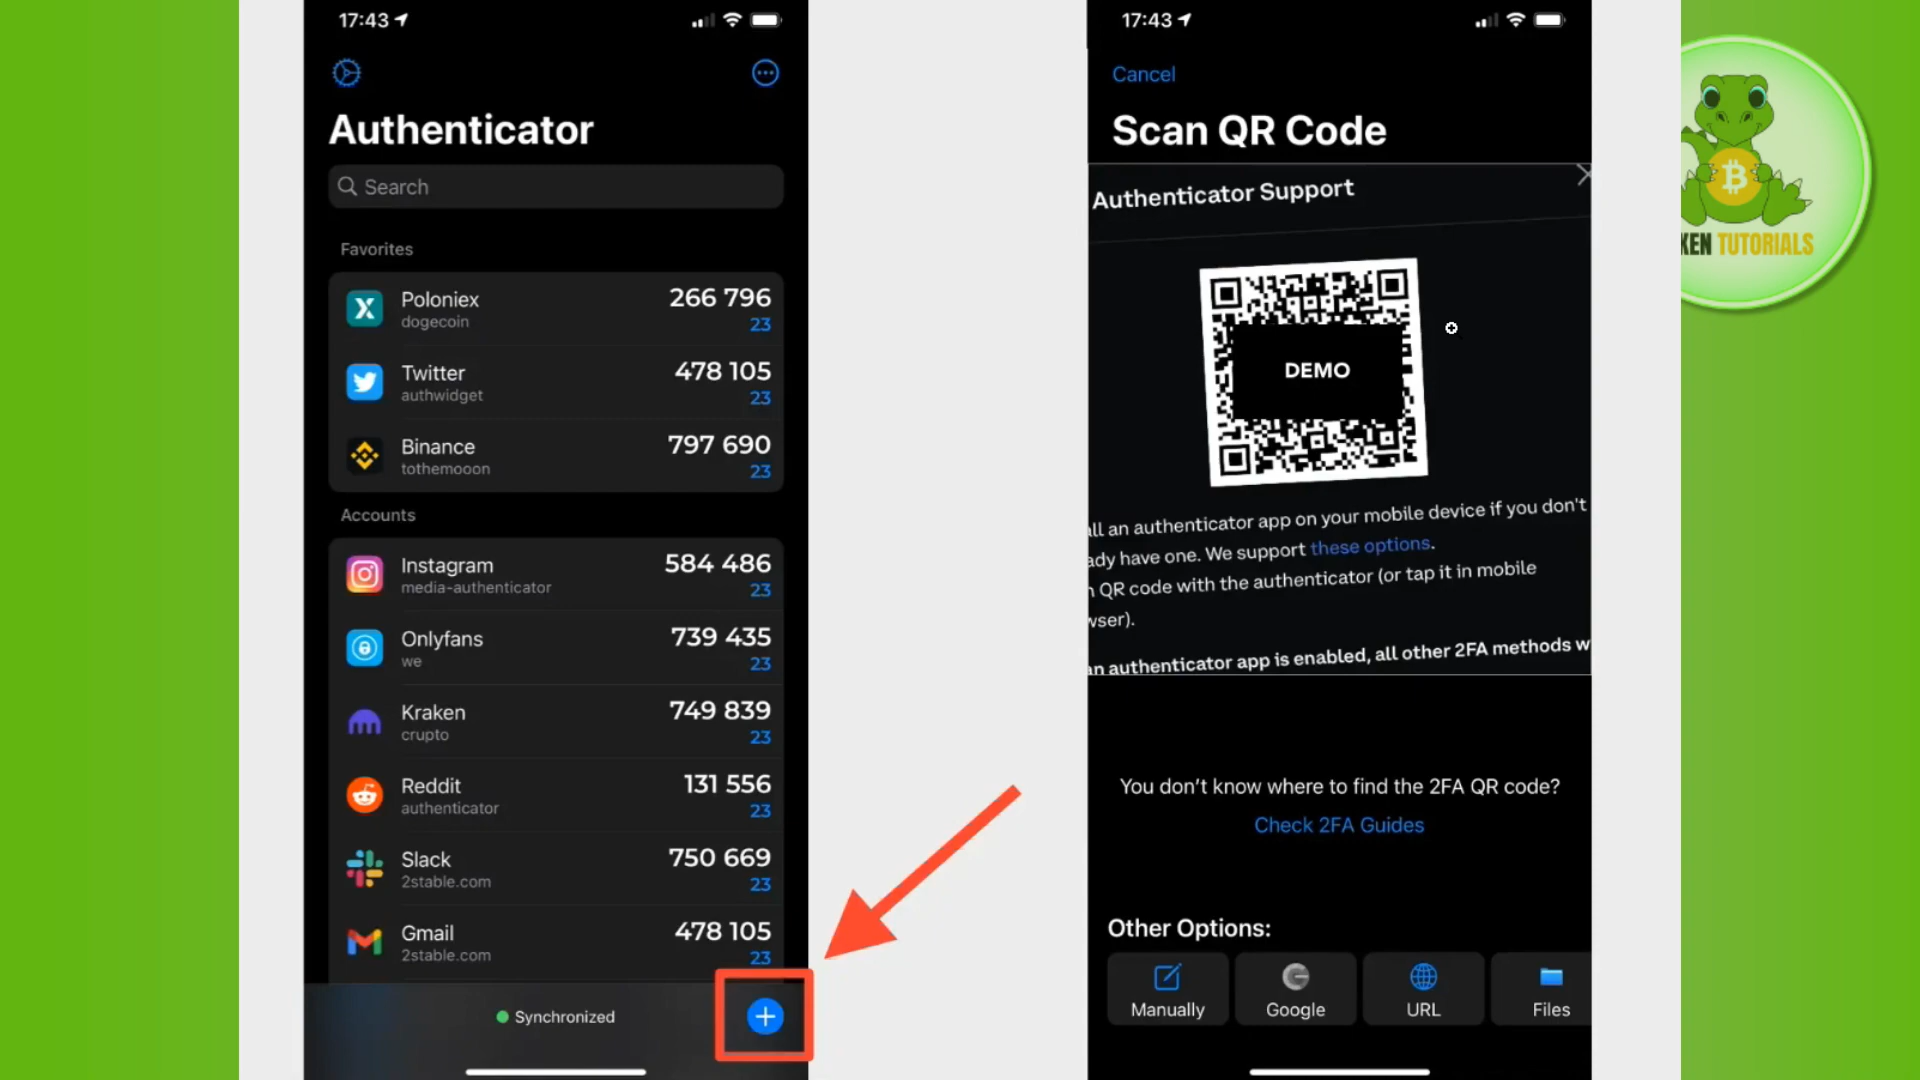 17:43
Authenticator
Search
Favorites
Poloniex
266 796
dogecoin
23
Twitter
478 105
authwidget
23
Binance
797 690
tothemooon
23
Accounts
Instagram
584 486
media-authenticator
23
Onlyfans
739 435
we
23
Kraken
749 839
crupto
23
Reddit
131 556
authenticator
23
Slack
750 669
2stable.com
23
Gmail
478 105
2stable.com
23
Synchronized
17:43
Cancel
Scan QR Code
Authenticator Support
DEMO
all an authenticator app on your mobile device if you don't
ady have one. We support these options.
QR code with the authenticator (or tap it in mobile
wser).
an authenticator app is enabled, all other 2FA methods w
You don't know where to find the 2FA QR code?
Check 2FA Guides
Other Options:
Manually
Google
URL
Files
KEN TUTORIALS